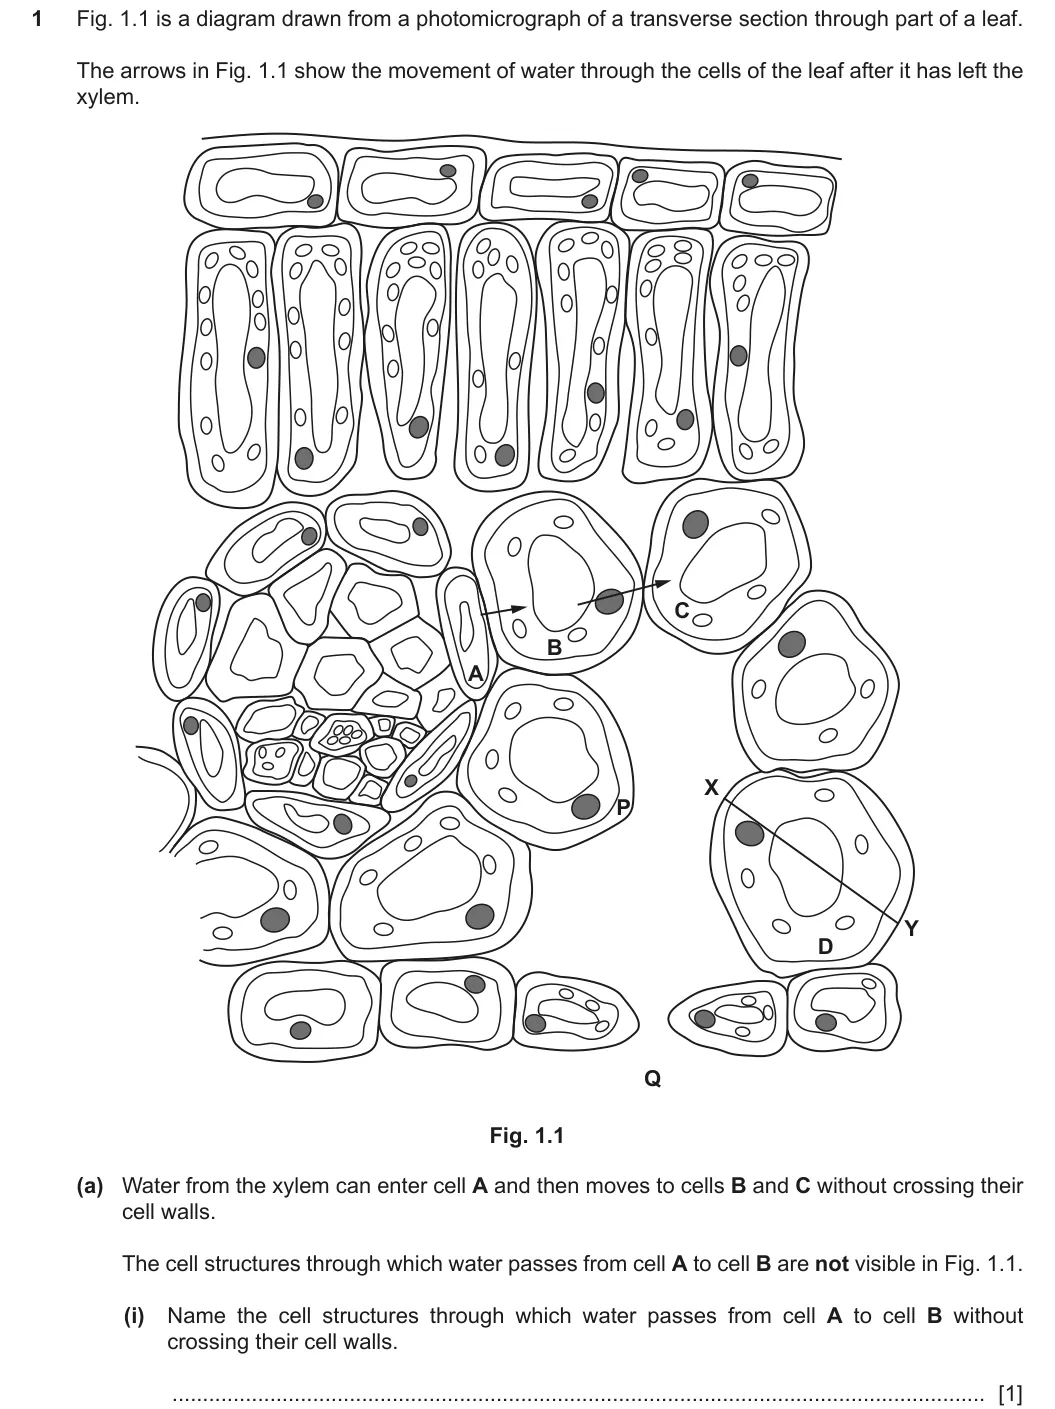 1 Fig. 1.1 is a diagram drawn from a photomicrograph of a transverse section through part of a leaf.
The arrows in Fig. 1.1 show the movement of water through the cells of the leaf after it has left the
xylem.
C
B
A
X
P
Y
D
Q
Fig. 1.1
(a) Water from the xylem can enter cell A and then moves to cells B and C without crossing their
cell walls.
The cell structures through which water passes from cell A to cell B are not visible in Fig. 1.1.
(i) Name the cell structures through which water passes from cell A to cell B without
crossing their cell walls.
.......................................................................................................................................... [1]